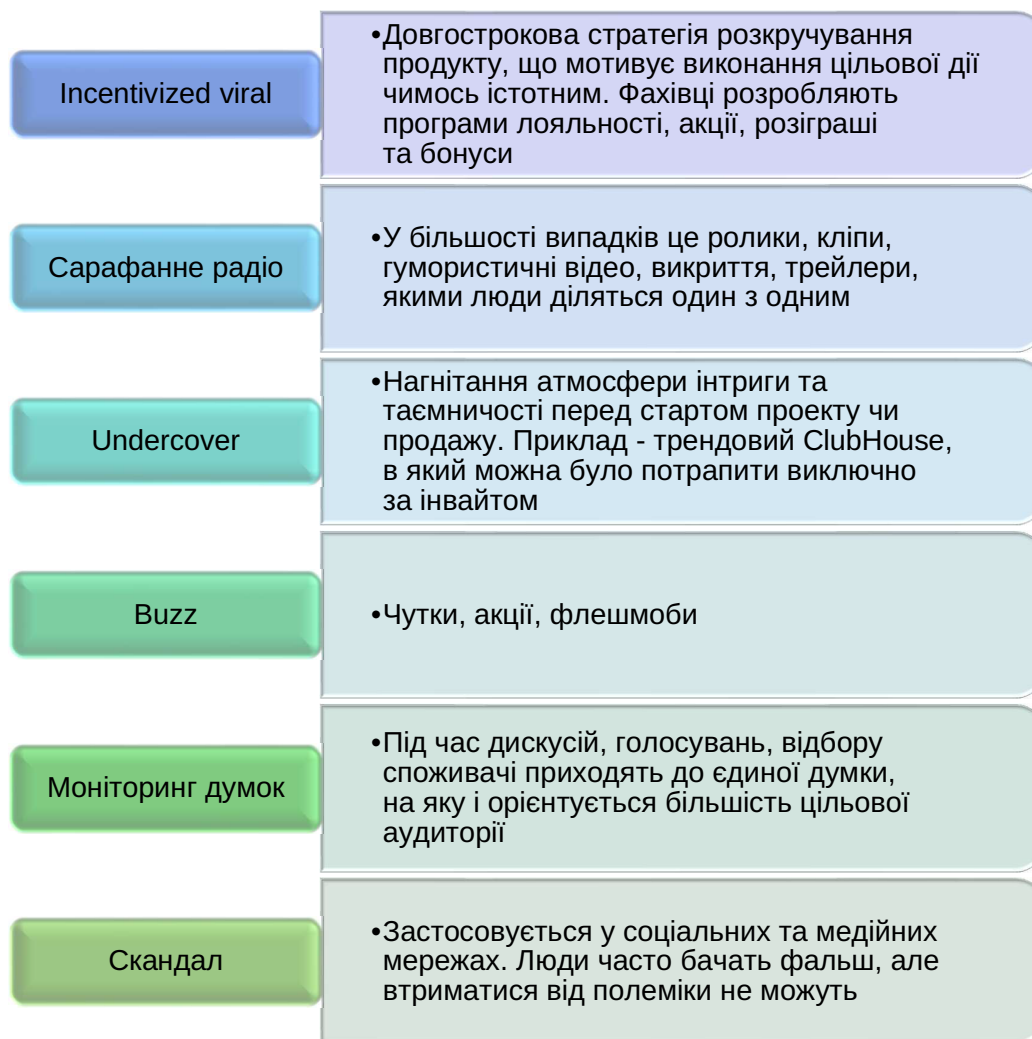 Incentivized viral
•Довгострокова стратегія розкручування
продукту, що мотивує виконання цільової дії
чимось істотним. Фахівці розробляють
програми лояльності, акції, розіграші
та бонуси
Сарафанне радіо
•У більшості випадків це ролики, кліпи,
гумористичні відео, викриття, трейлери,
якими люди діляться один з одним
Undercover
•Нагнітання атмосфери інтриги та
таємничості перед стартом проекту чи
продажу. Приклад - трендовий ClubHouse,
в який можна було потрапити виключно
за інвайтом
Buzz
•Чутки, акції, флешмоби
Моніторинг думок
•Під час дискусій, голосувань, відбору
споживачі приходять до єдиної думки,
на яку і орієнтується більшість цільової
аудиторії
Скандал
•Застосовується у соціальних та медійних
мережах. Люди часто бачать фальш, але
втриматися від полеміки не можуть